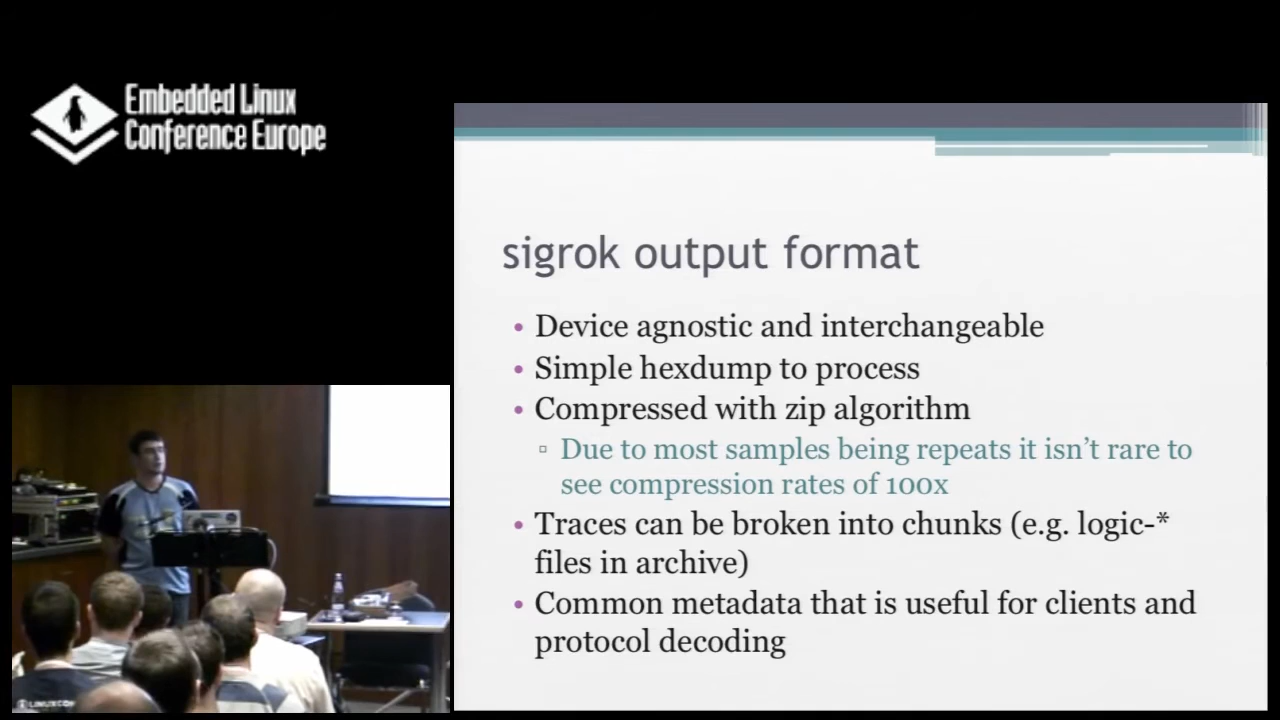 Embedded Linux
Conference Europe
sigrok output format
• Device agnostic and interchangeable
• Simple hexdump to process
• Compressed with zip algorithm
▫ Due to most samples being repeats it isn't rare to
see compression rates of 100x
• Traces can be broken into chunks (e.g. logic-*
files in archive)
• Common metadata that is useful for clients and
protocol decoding
LINUXCON